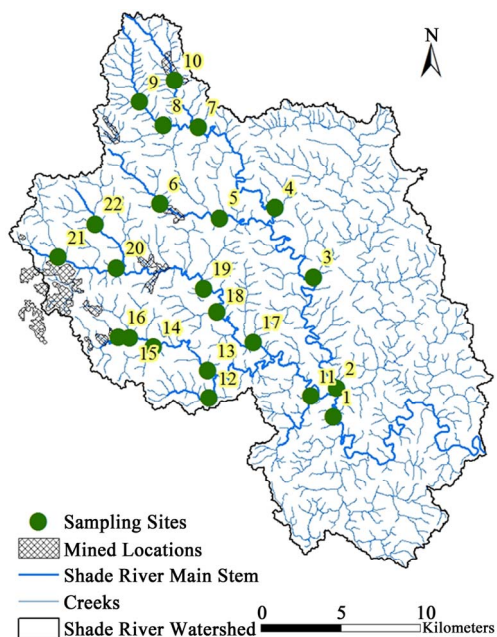 N
10
9
8
7
6
5
4
22
21
20
3
19
18
16
14
17
15
13
2
12
11
1
Sampling Sites
Mined Locations
Shade River Main Stem
Creeks
Shade River Watershed
0 5 10
Kilometers